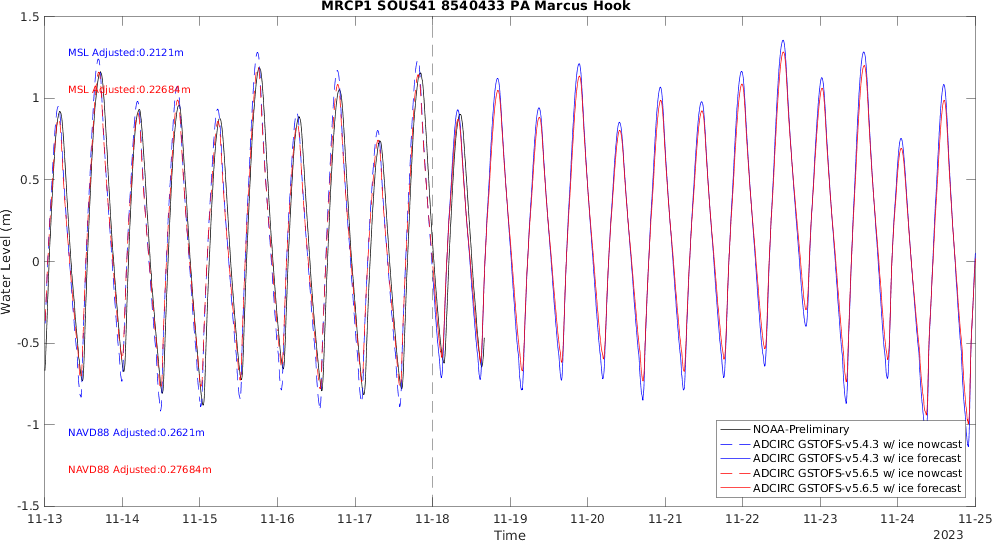 MRCP1 SOUS41 8540433 PA Marcus Hook
1.5
1
0.5
0
-0.5
-1
-1.5
Water Level (m)
MSL Adjusted:0.2121m
MSL Adjusted:0.22684m
NAVD88 Adjusted:0.2621m
NAVD88 Adjusted:0.27684m
NOAA-Preliminary
ADCIRC GSTOFS-v5.4.3 w/ ice nowcast
ADCIRC GSTOFS-v5.4.3 w/ ice forecast
ADCIRC GSTOFS-v5.6.5 w/ ice nowcast
ADCIRC GSTOFS-v5.6.5 w/ ice forecast
11-13 11-14 11-15 11-16 11-17 11-18 11-19 11-20 11-21 11-22 11-23 11-24 11-25
Time
2023